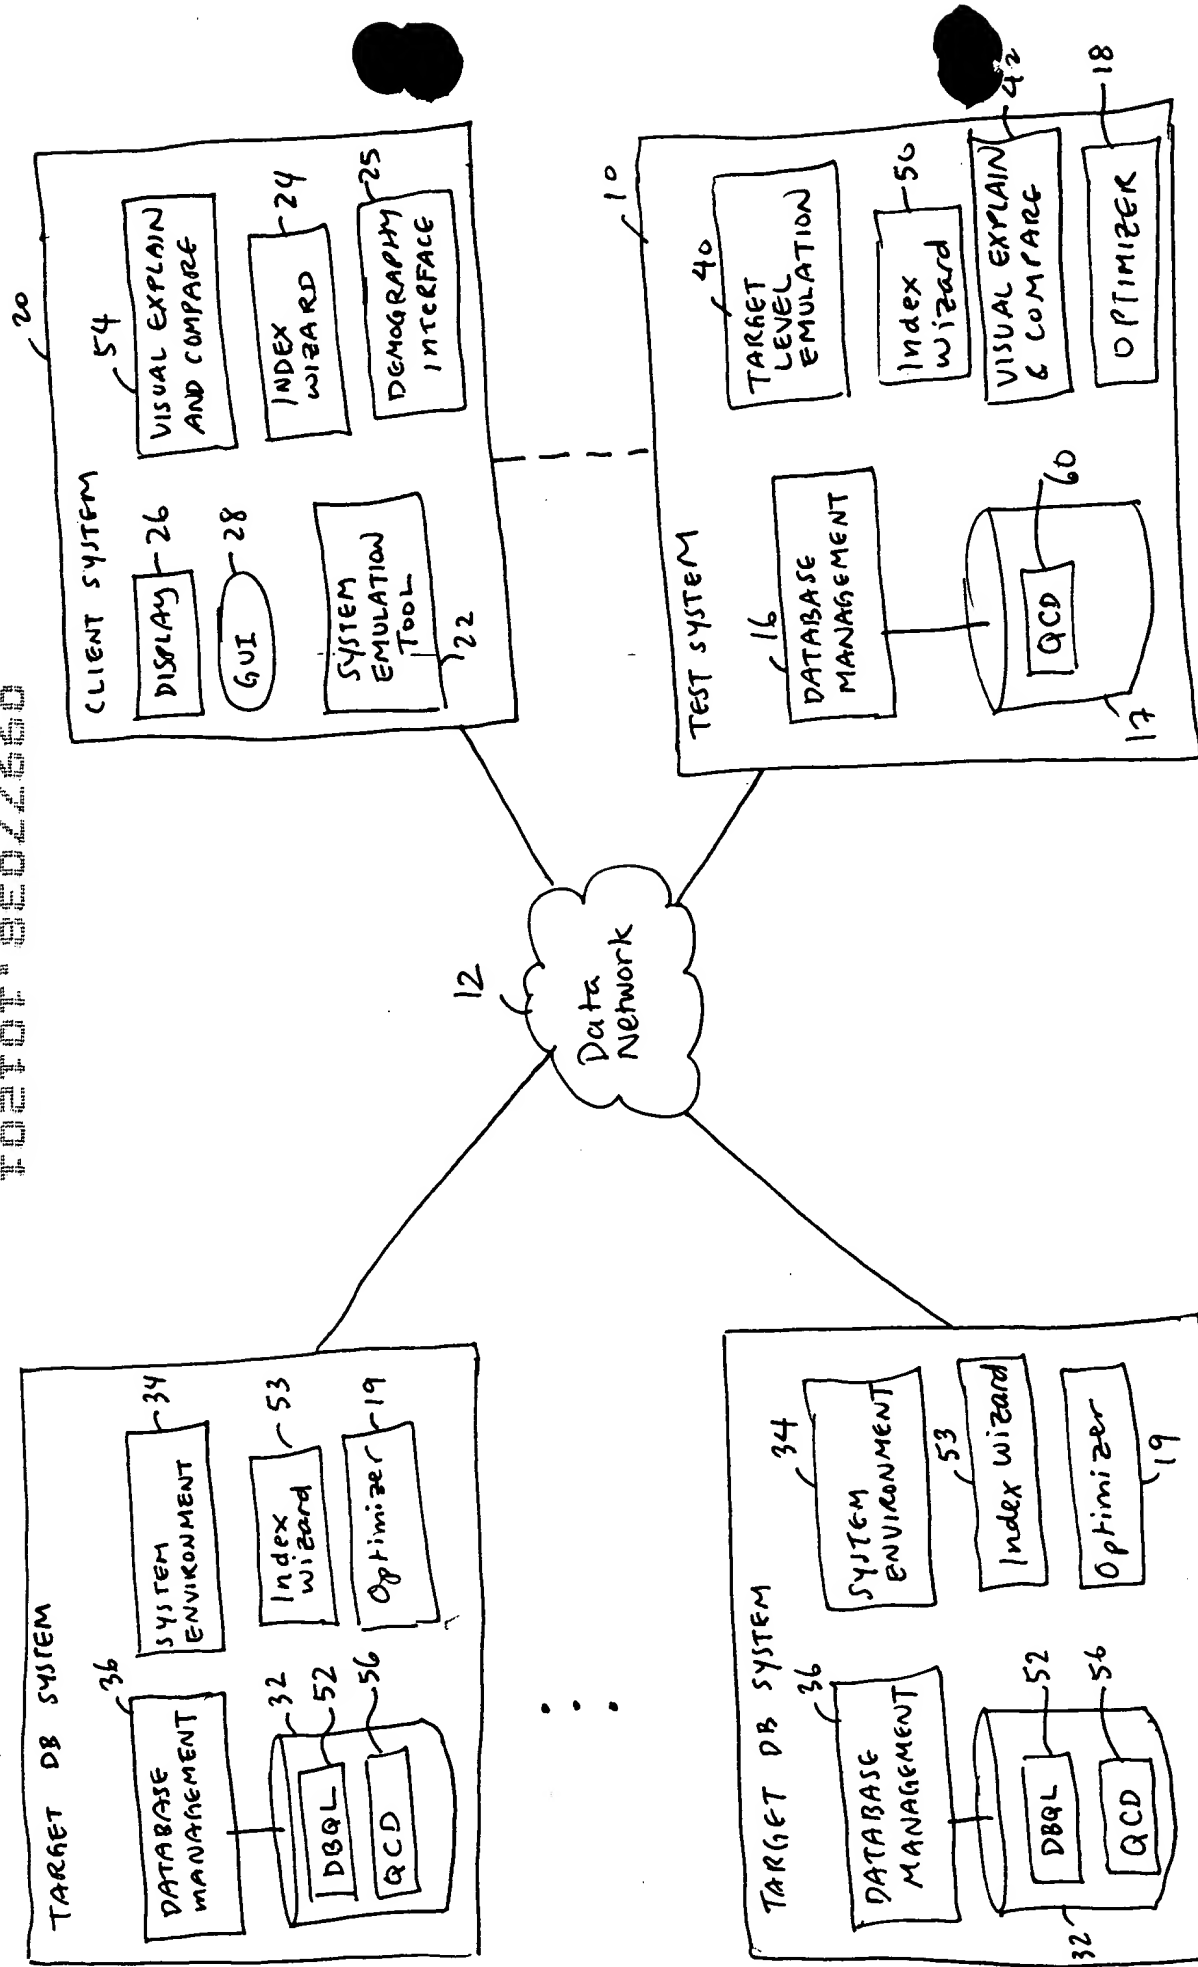 TARGET DB SYSTEM
36
DATABASE
MANAGEMENT
34
SYSTEM
ENVIRONMENT
32
52
DBQL
56
QCD
53
Index
Wizard
19
Optimizer
TARGET DB SYSTEM
36
DATABASE
MANAGEMENT
34
SYSTEM
ENVIRONMENT
52
DBQL
56
QCD
32
53
Index Wizard
Optimizer
19
12
Data
Network
20
CLIENT SYSTEM
DISPLAY
26
GUI
28
SYSTEM
EMULATION
TOOL
22
54
VISUAL EXPLAIN
AND COMPARE
INDEX
WIZARD
24
DEMOGRAPHY
INTERFACE
25
10
TEST SYSTEM
16
DATABASE
MANAGEMENT
QCD
60
17
40
TARGET
LEVEL
EMULATION
Index
Wizard
50
VISUAL EXPLAIN
& COMPARE
42
OPTIMIZER
18